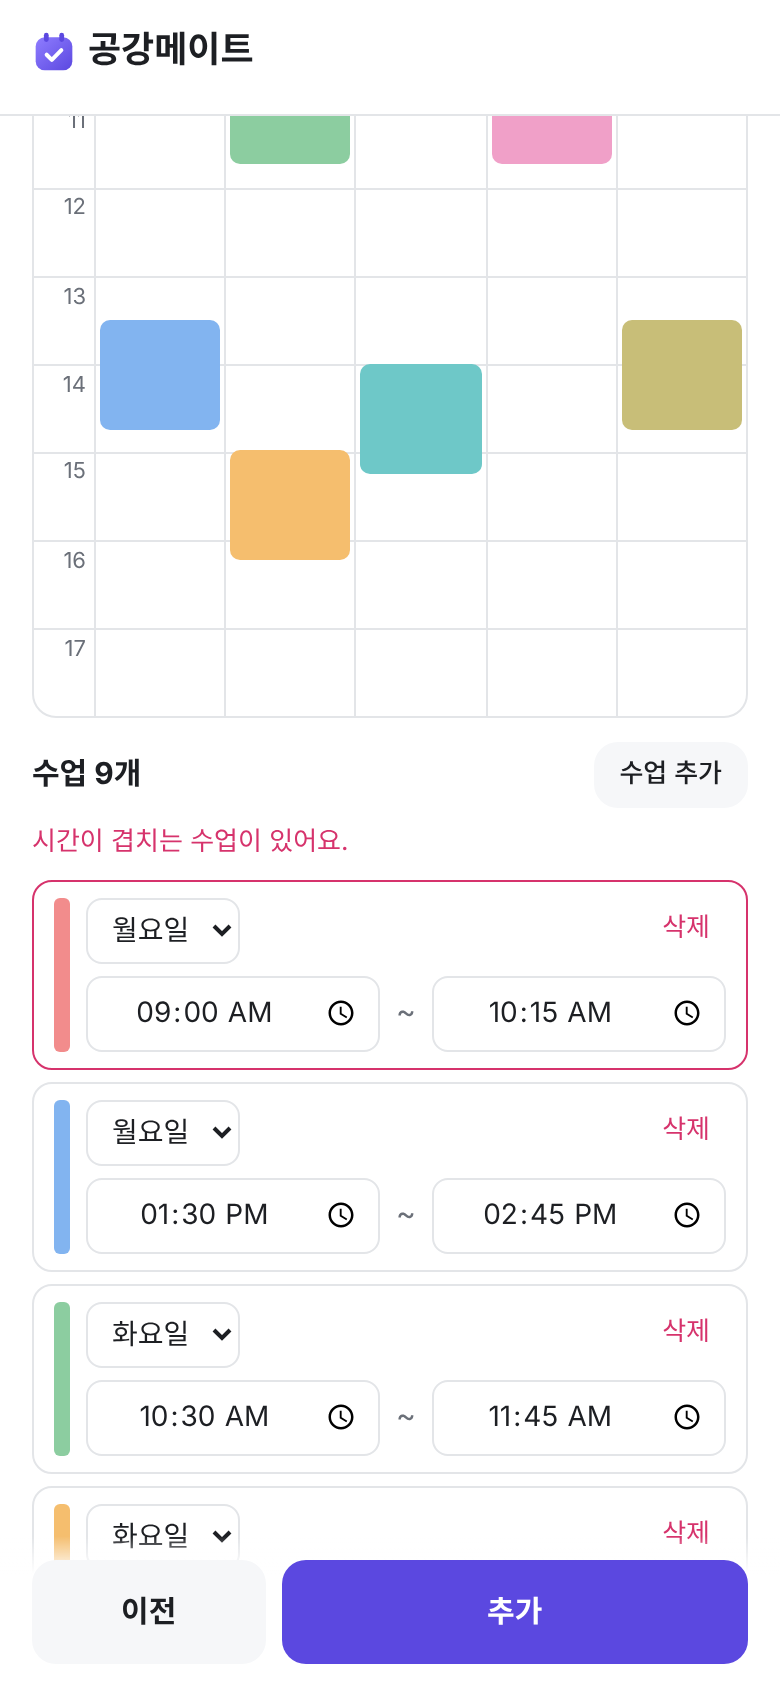 공강메이트
11
12
13
14
15
16
17
수업 9개
수업 추가
시간이 겹치는 수업이 있어요.
월요일
삭제
09:00 AM ~ 10:15 AM
월요일
삭제
01:30 PM ~ 02:45 PM
화요일
삭제
10:30 AM ~ 11:45 AM
화요일
삭제
이전
추가